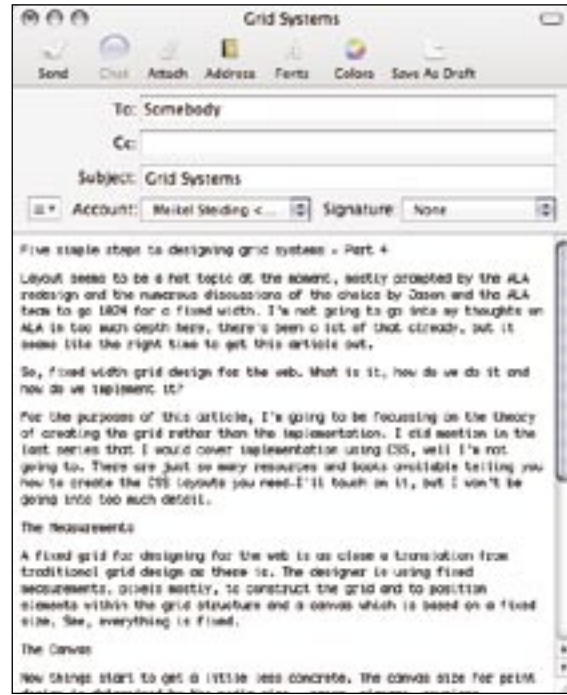 Grid Systems
Send Chat Attach Address Fonts Colors Save As Draft
To: Somebody
Cc:
Subject: Grid Systems
Account: Meikel Steiding <... Signature: None
Five simple steps to designing grid systems - Part 4
Layout seems to be a hot topic at the moment, mostly prompted by the ALA
redesign and the numerous discussions of the choice by Jason and the ALA
team to go 1024 for a fixed width. I'm not going to go into my thoughts on
ALA in too much depth here, there's been a lot of that already, but it
seems like the right time to get this article out.
So, fixed width grid design for the web. What is it, how do we do it and
how do we implement it?
For the purposes of this article, I'm going to be focussing on the theory
of creating the grid rather than the implementation. I did mention in the
last series that I would cover implementation using CSS, well I'm not
going to. There are just so many resources and books available telling you
how to create the CSS layouts you need-I'll touch on it, but I won't be
going into too much detail.
The Measurements
A fixed grid for designing for the web is as close a translation from
traditional grid design as there is. The designer is using fixed
measurements, pixels mostly, to construct the grid and to position
elements within the grid structure and a canvas which is based on a fixed
size. See, everything is fixed.
The Canvas
Now things start to get a little less concrete. The canvas size for print
design is determined by the media size -